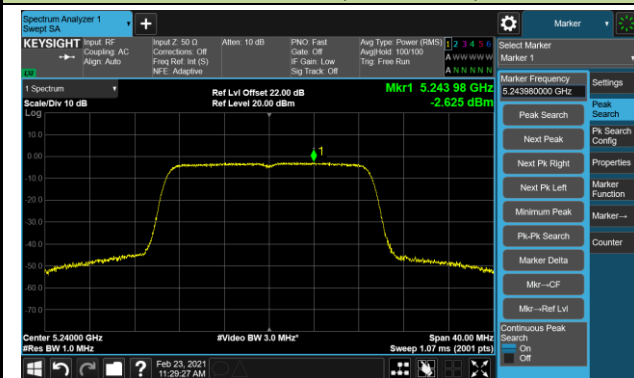 Spectrum Analyzer 1
Swept SA
Marker
KEYSIGHT
Input: RF
Coupling: AC
Align: Auto
Input Z: 50 Ω
Corrections: Off
Freq Ref: Int (S)
NFE: Adaptive
Atten: 10 dB
PNO: Fast
Gate: Off
IF Gain: Low
Sig Track: Off
Avg Type: Power (RMS)
Avg|Hold: 100/100
Trig: Free Run
1 2 3 4 5 6
A W W W W W
A N N N N N
LXI
Select Marker
Marker 1
1 Spectrum
Scale/Div 10 dB
Log
Ref Lvl Offset 22.00 dB
Ref Level 20.00 dBm
Mkr1 5.243 98 GHz
-2.625 dBm
10.0
0.00
-10.0
-20.0
-30.0
-40.0
-50.0
-60.0
-70.0
1
Center 5.24000 GHz
#Res BW 1.0 MHz
#Video BW 3.0 MHz*
Span 40.00 MHz
Sweep 1.07 ms (2001 pts)
Marker Frequency
5.243980000 GHz
Peak Search
Next Peak
Next Pk Right
Next Pk Left
Minimum Peak
Pk-Pk Search
Marker Delta
Mkr→CF
Mkr→Ref Lvl
Continuous Peak
Search
On
Off
Settings
Peak
Search
Pk Search
Config
Properties
Marker
Function
Marker→
Counter
Feb 23, 2021
11:29:27 AM